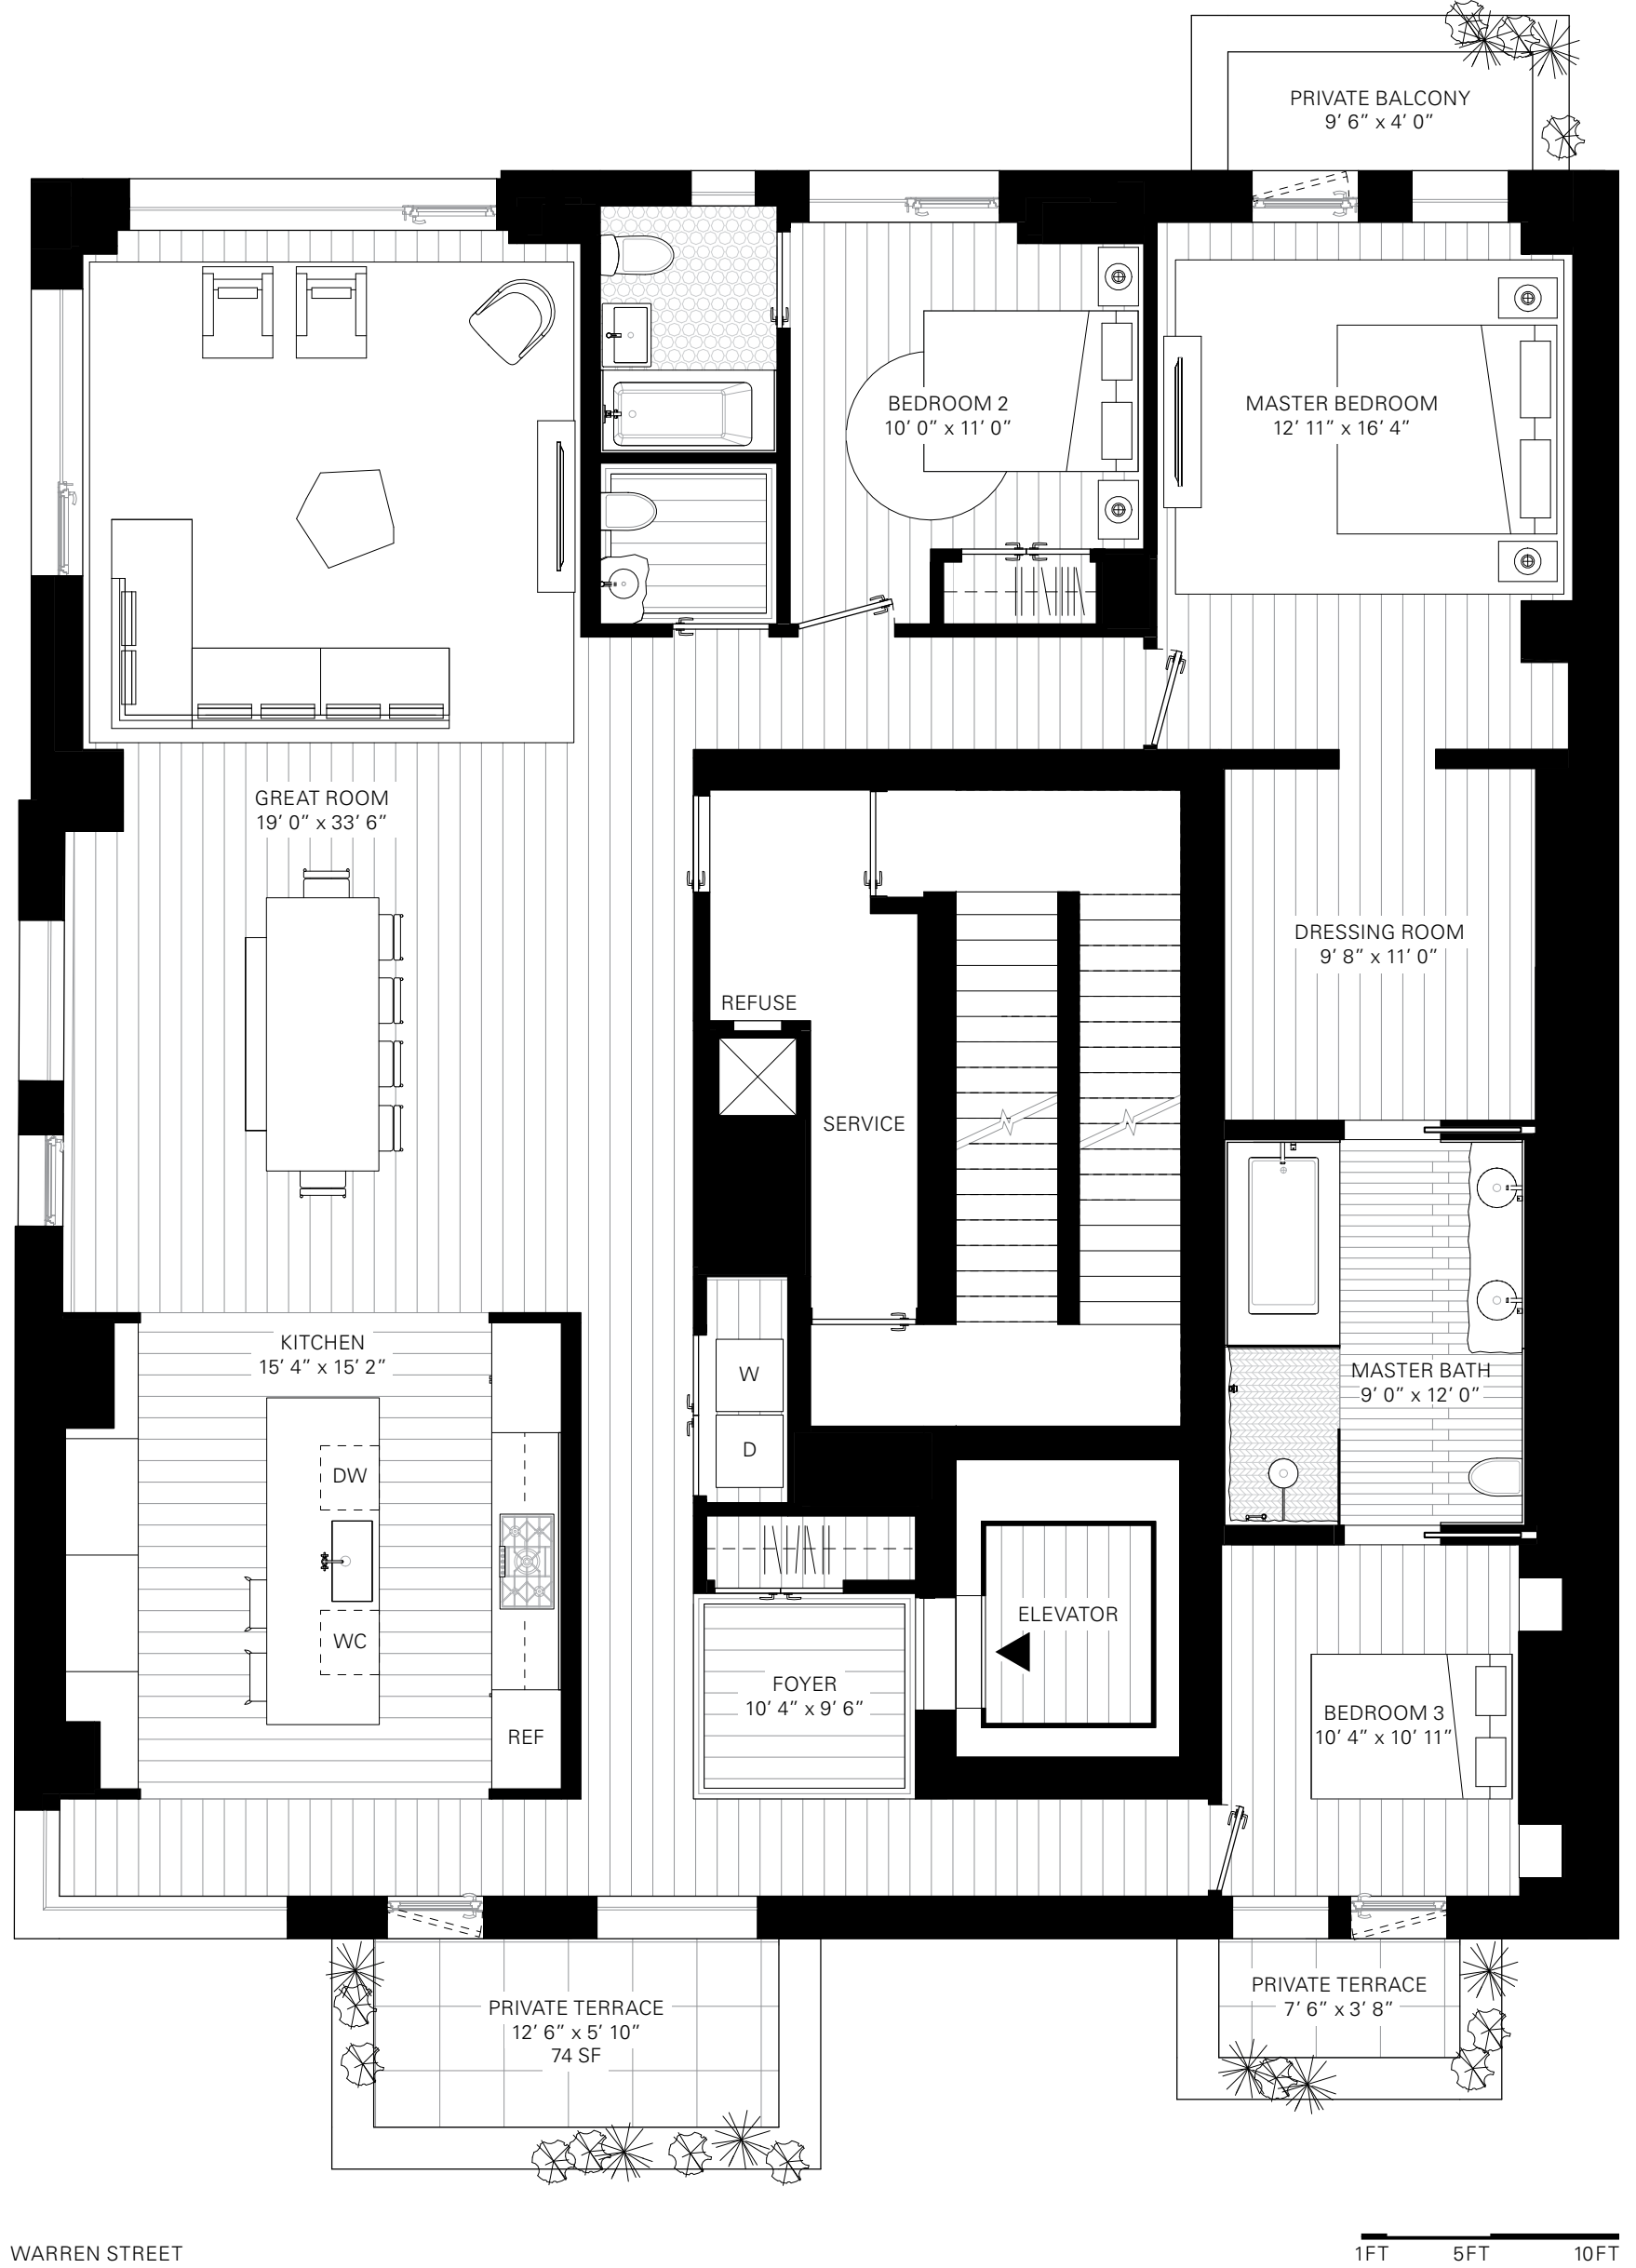 PRIVATE BALCONY
9’ 6” x 4’ 0”
BEDROOM 2
10’ 0” x 11’ 0”
MASTER BEDROOM
12’ 11” x 16’ 4”
GREAT ROOM
19’ 0” x 33’ 6”
DRESSING ROOM
9’ 8” x 11’ 0”
REFUSE
SERVICE
KITCHEN
15’ 4” x 15’ 2”
W
MASTER BATH
9’ 0” x 12’ 0”
D
DW
ELEVATOR
WC
FOYER
10’ 4” x 9’ 6”
BEDROOM 3
10’ 4” x 10’ 11”
REF
PRIVATE TERRACE
12’ 6” x 5’ 10”
74 SF
PRIVATE TERRACE
7’ 6” x 3’ 8”
WARREN STREET
1FT 5FT 10FT